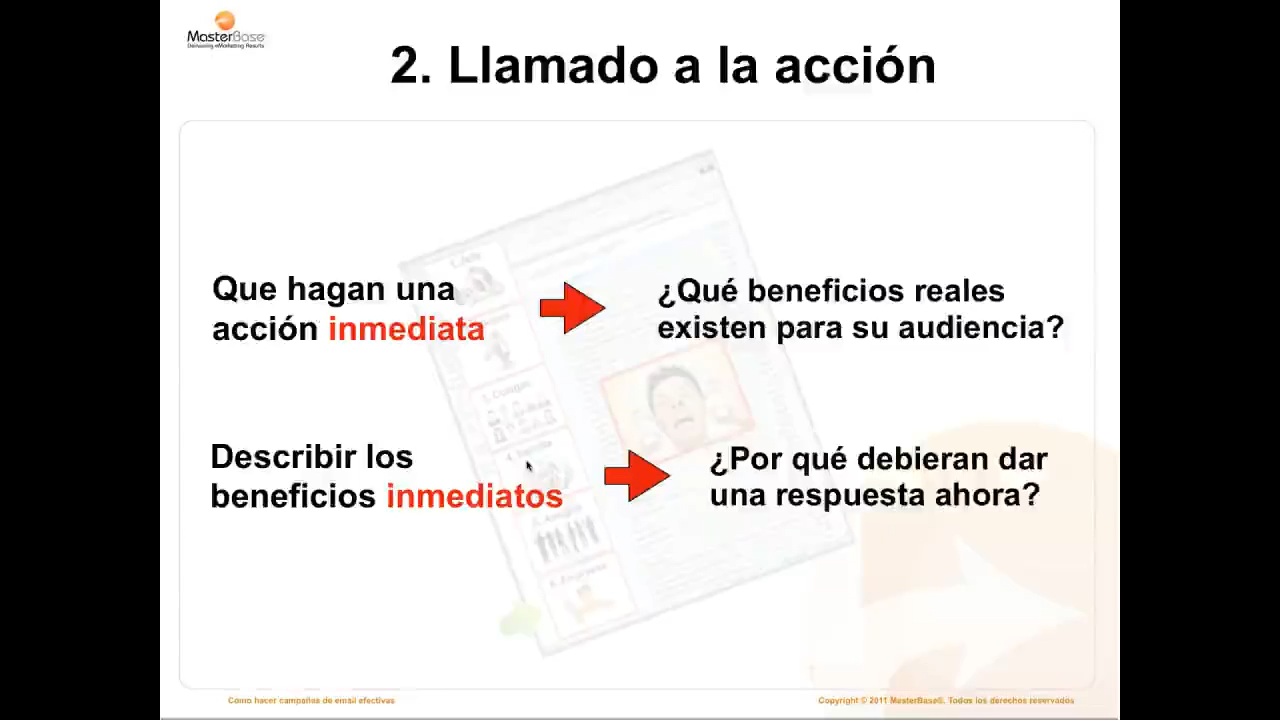 MasterBase
Delivering eMarketing Results
2. Llamado a la acción
Que hagan una
acción inmediata
¿Qué beneficios reales
existen para su audiencia?
Describir los
beneficios inmediatos
¿Por qué debieran dar
una respuesta ahora?
Como hacer campañas de email efectivas
Copyright © 2011 MasterBase®. Todos los derechos reservados